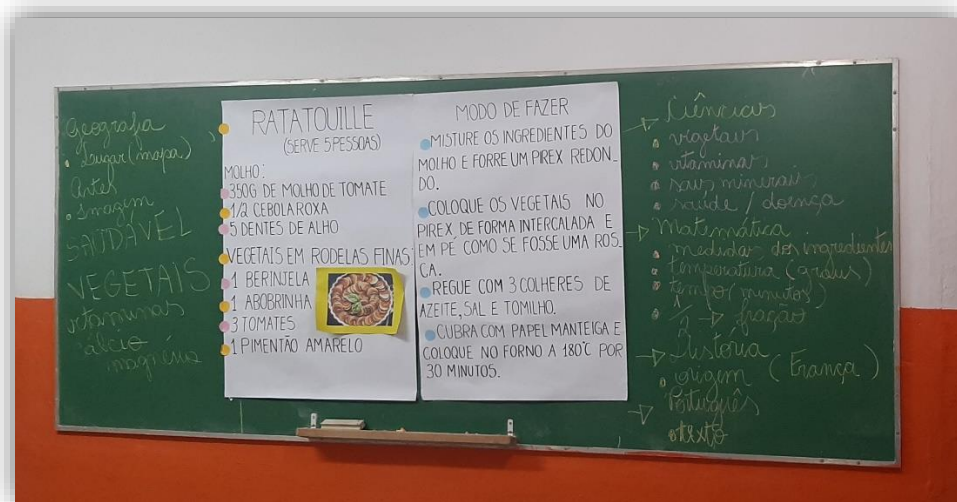 Geografia
• Lugar (mapa)
Artes
• Imagem
SAUDÁVEL
VEGETAIS
vitaminas
cálcio
magnésio
RATATOUILLE
(SERVE 5 PESSOAS)
MOLHO:
350G DE MOLHO DE TOMATE
1/2 CEBOLA ROXA
5 DENTES DE ALHO
VEGETAIS EM RODELAS FINAS:
1 BERINJELA
1 ABOBRINHA
3 TOMATES
1 PIMENTÃO AMARELO
MODO DE FAZER
MISTURE OS INGREDIENTES DO
MOLHO E FORRE UM PIREX REDON_
DO.
COLOQUE OS VEGETAIS NO
PIREX DE FORMA INTERCALADA E
EM PÉ COMO SE FOSSE UMA ROS_
CA.
REGUE COM 3 COLHERES DE
AZEITE, SAL E TOMILHO.
CUBRA COM PAPEL MANTEIGA E
COLOQUE NO FORNO A 180°C POR
30 MINUTOS.
→ Ciências
• vegetais
• vitaminas
• sais minerais
• saúde / doença
→ Matemática
• medidas dos ingredientes
• temperatura (graus)
• tempo (minutos)
• 1/2 → fração
→ História
• origem (França)
→ Português
• texto